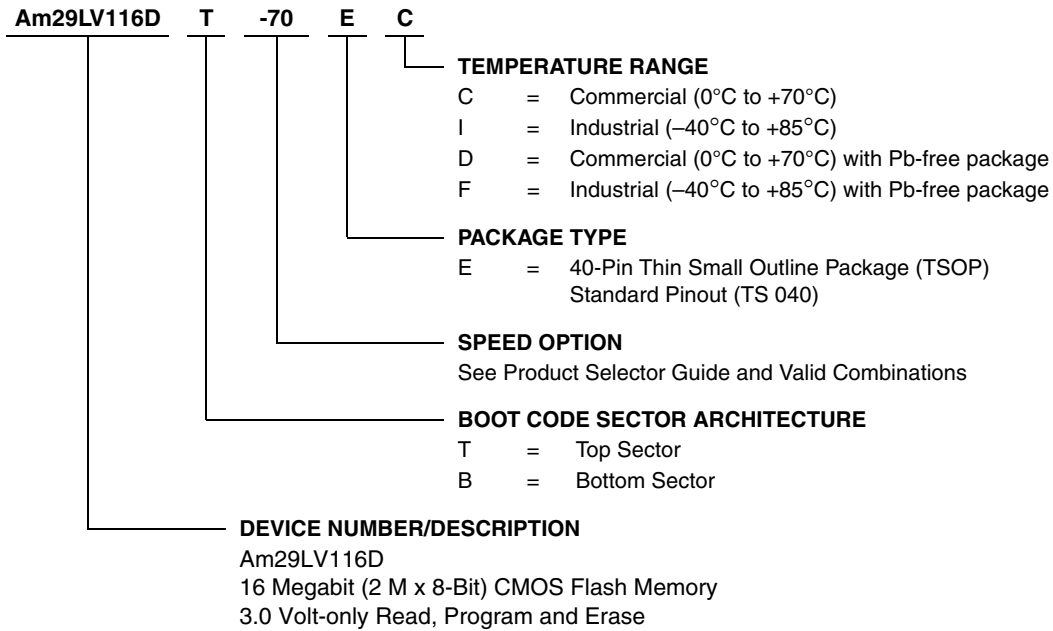 Am29LV116D T -70 E C
TEMPERATURE RANGE
C = Commercial (0°C to +70°C)
I = Industrial (–40°C to +85°C)
D = Commercial (0°C to +70°C) with Pb-free package
F = Industrial (–40°C to +85°C) with Pb-free package
PACKAGE TYPE
E = 40-Pin Thin Small Outline Package (TSOP)
Standard Pinout (TS 040)
SPEED OPTION
See Product Selector Guide and Valid Combinations
BOOT CODE SECTOR ARCHITECTURE
T = Top Sector
B = Bottom Sector
DEVICE NUMBER/DESCRIPTION
Am29LV116D
16 Megabit (2 M x 8-Bit) CMOS Flash Memory
3.0 Volt-only Read, Program and Erase